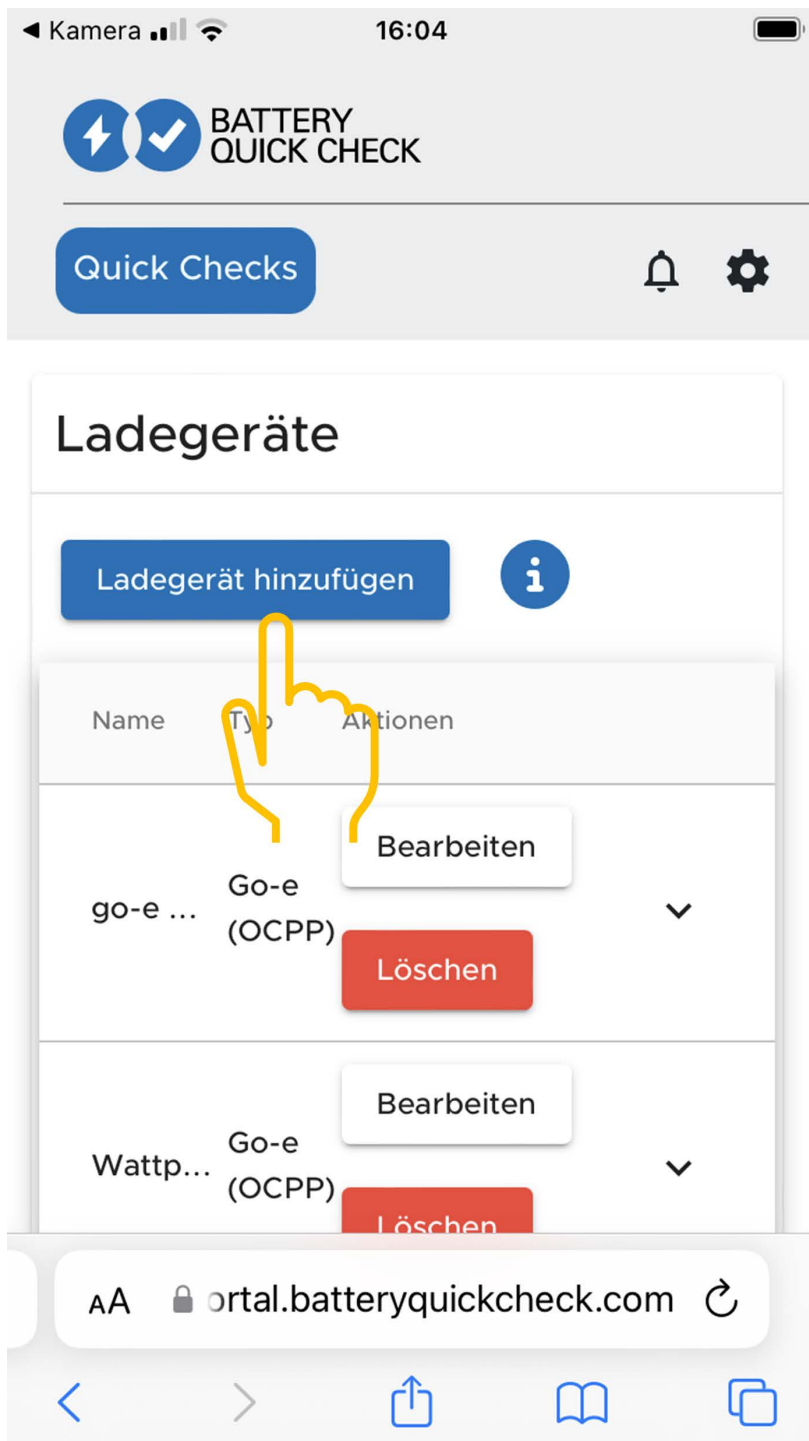 Kamera
16:04
BATTERY
QUICK CHECK
Quick Checks
Ladegeräte
Ladegerät hinzufügen
i
Name Typ Aktionen
Bearbeiten
go-e ...
Go-e
(OCPP)
Löschen
Bearbeiten
Wattp...
Go-e
(OCPP)
Löschen
AA ortal.batteryquickcheck.com